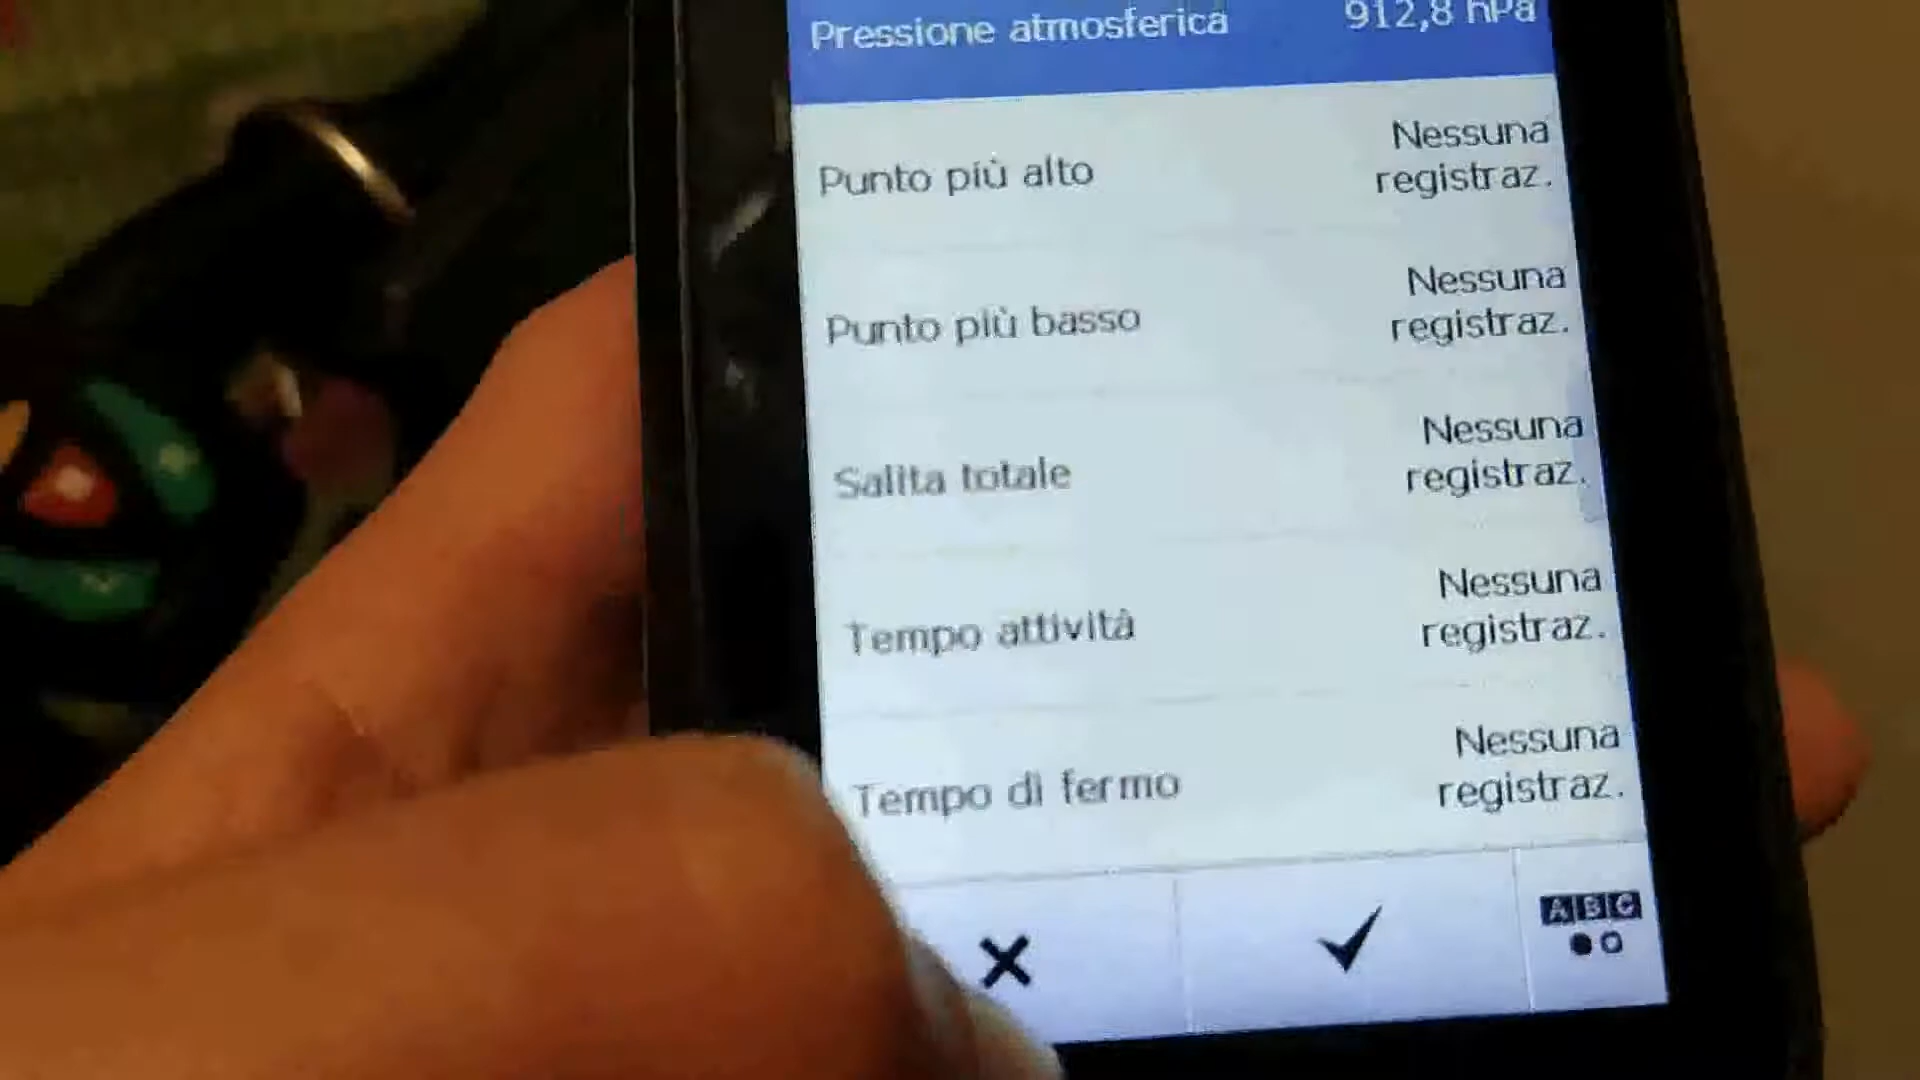 Pressione atmosferica 912,8 hPa
Punto più alto Nessuna
registraz.
Punto più basso Nessuna
registraz.
Salita totale Nessuna
registraz.
Tempo attività Nessuna
registraz.
Tempo di fermo Nessuna
registraz.
ABC